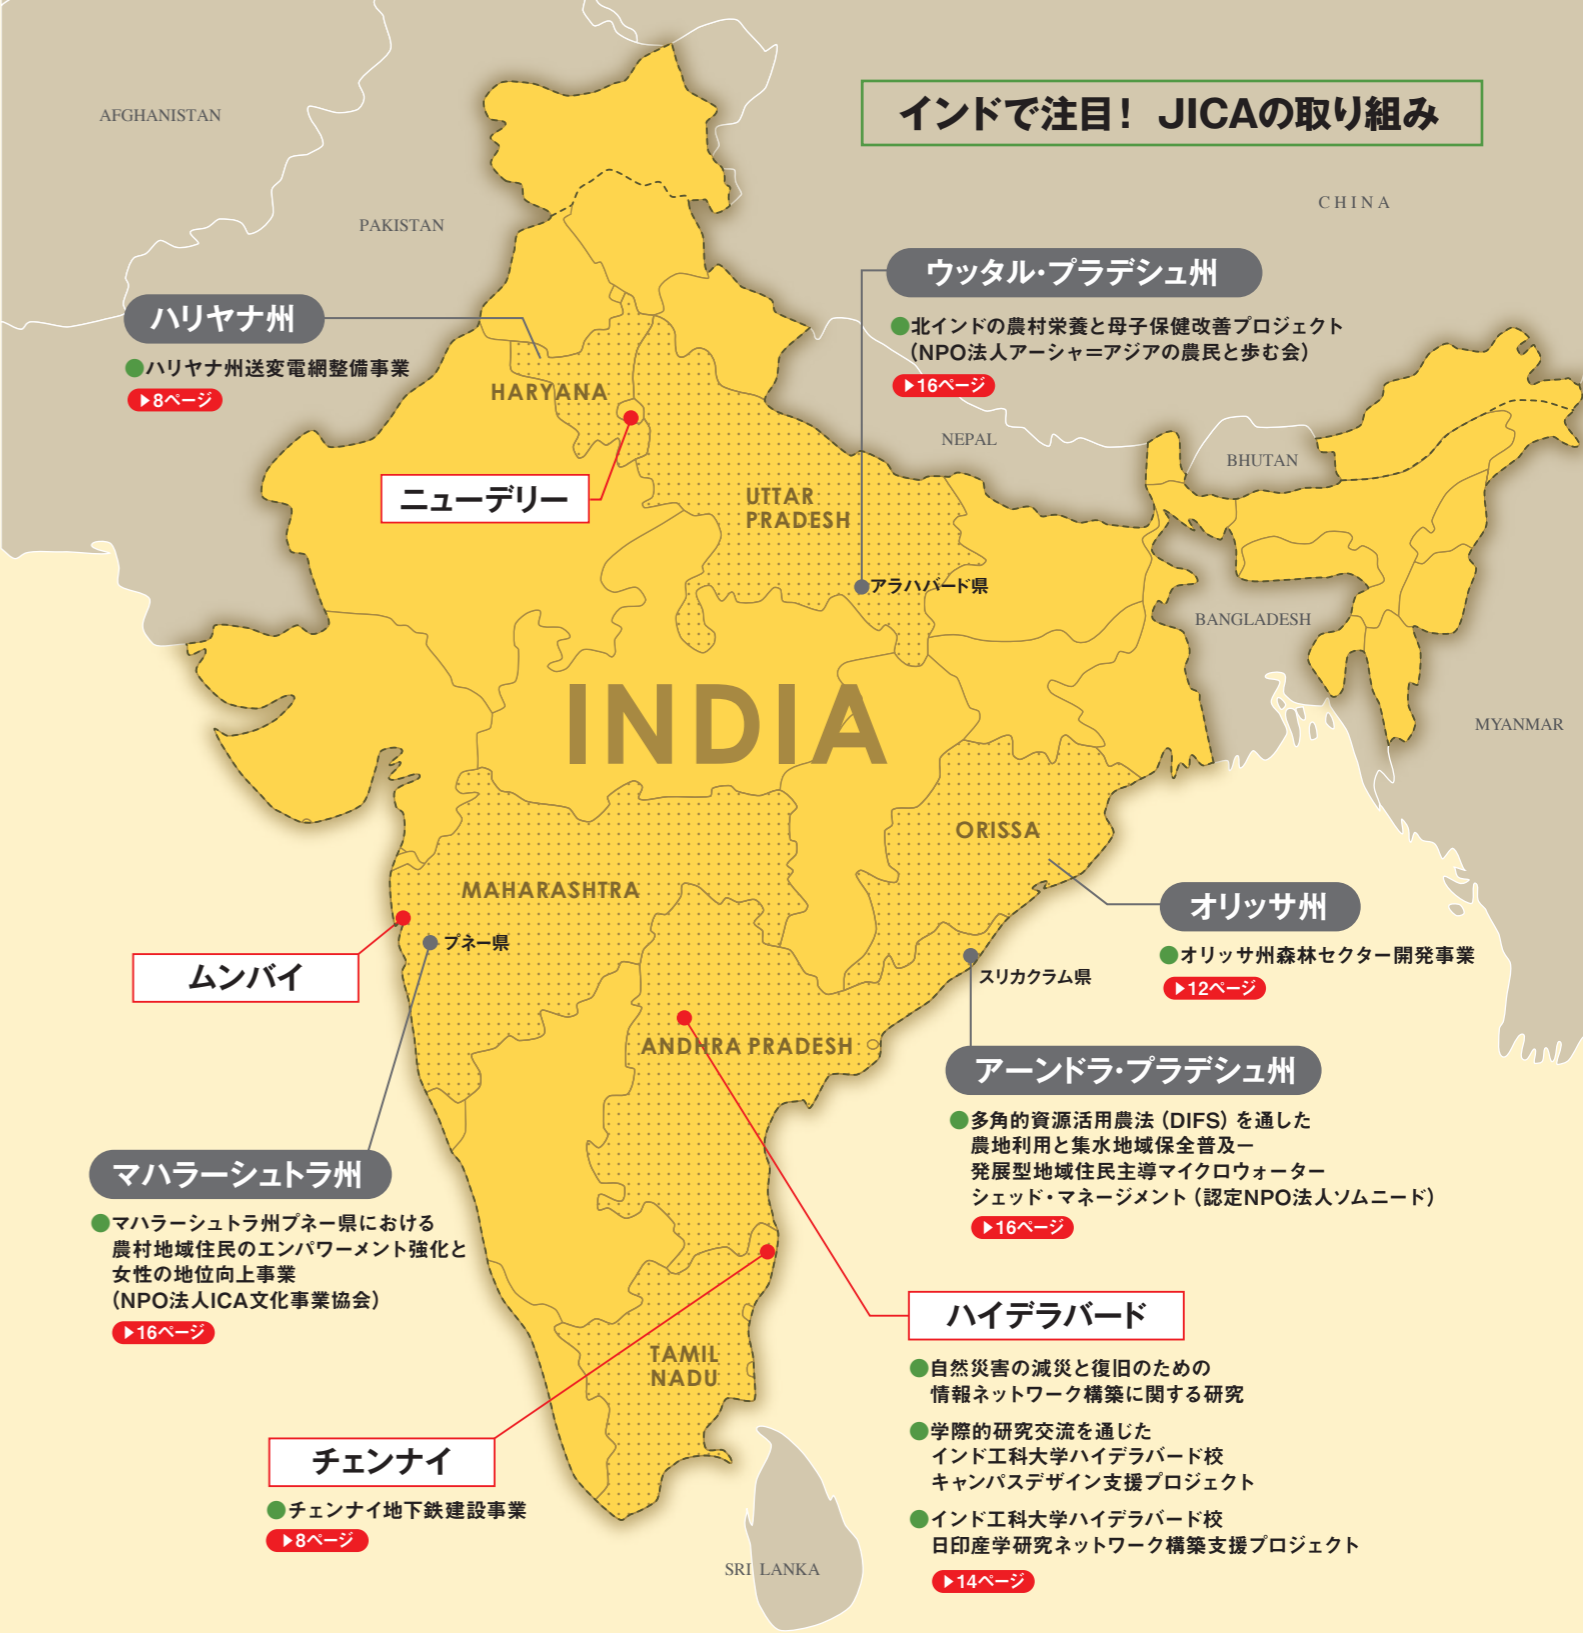 インドで注目！ JICAの取り組み
AFGHANISTAN
PAKISTAN
CHINA
ウッタル・プラデシュ州
●北インドの農村栄養と母子保健改善プロジェクト
（NPO法人アーシャ＝アジアの農民と歩む会）
▶16ページ
ハリヤナ州
●ハリヤナ州送変電網整備事業
▶8ページ
HARYANA
ニューデリー
NEPAL
BHUTAN
UTTAR
PRADESH
アラハバード県
BANGLADESH
MYANMAR
INDIA
ORISSA
MAHARASHTRA
プネー県
ムンバイ
オリッサ州
●オリッサ州森林セクター開発事業
▶12ページ
スリカクラム県
ANDHRA PRADESH
アーンドラ・プラデシュ州
●多角的資源活用農法（DIFS）を通した
農地利用と集水地域保全普及ー
発展型地域住民主導マイクロウォーター
シェッド・マネージメント（認定NPO法人ソムニード）
▶16ページ
マハラーシュトラ州
●マハラーシュトラ州プネー県における
農村地域住民のエンパワーメント強化と
女性の地位向上事業
（NPO法人ICA文化事業協会）
▶16ページ
ハイデラバード
●自然災害の減災と復旧のための
情報ネットワーク構築に関する研究
●学際的研究交流を通じた
インド工科大学ハイデラバード校
キャンパスデザイン支援プロジェクト
●インド工科大学ハイデラバード校
日印産学研究ネットワーク構築支援プロジェクト
▶14ページ
TAMIL
NADU
チェンナイ
●チェンナイ地下鉄建設事業
▶8ページ
SRI LANKA